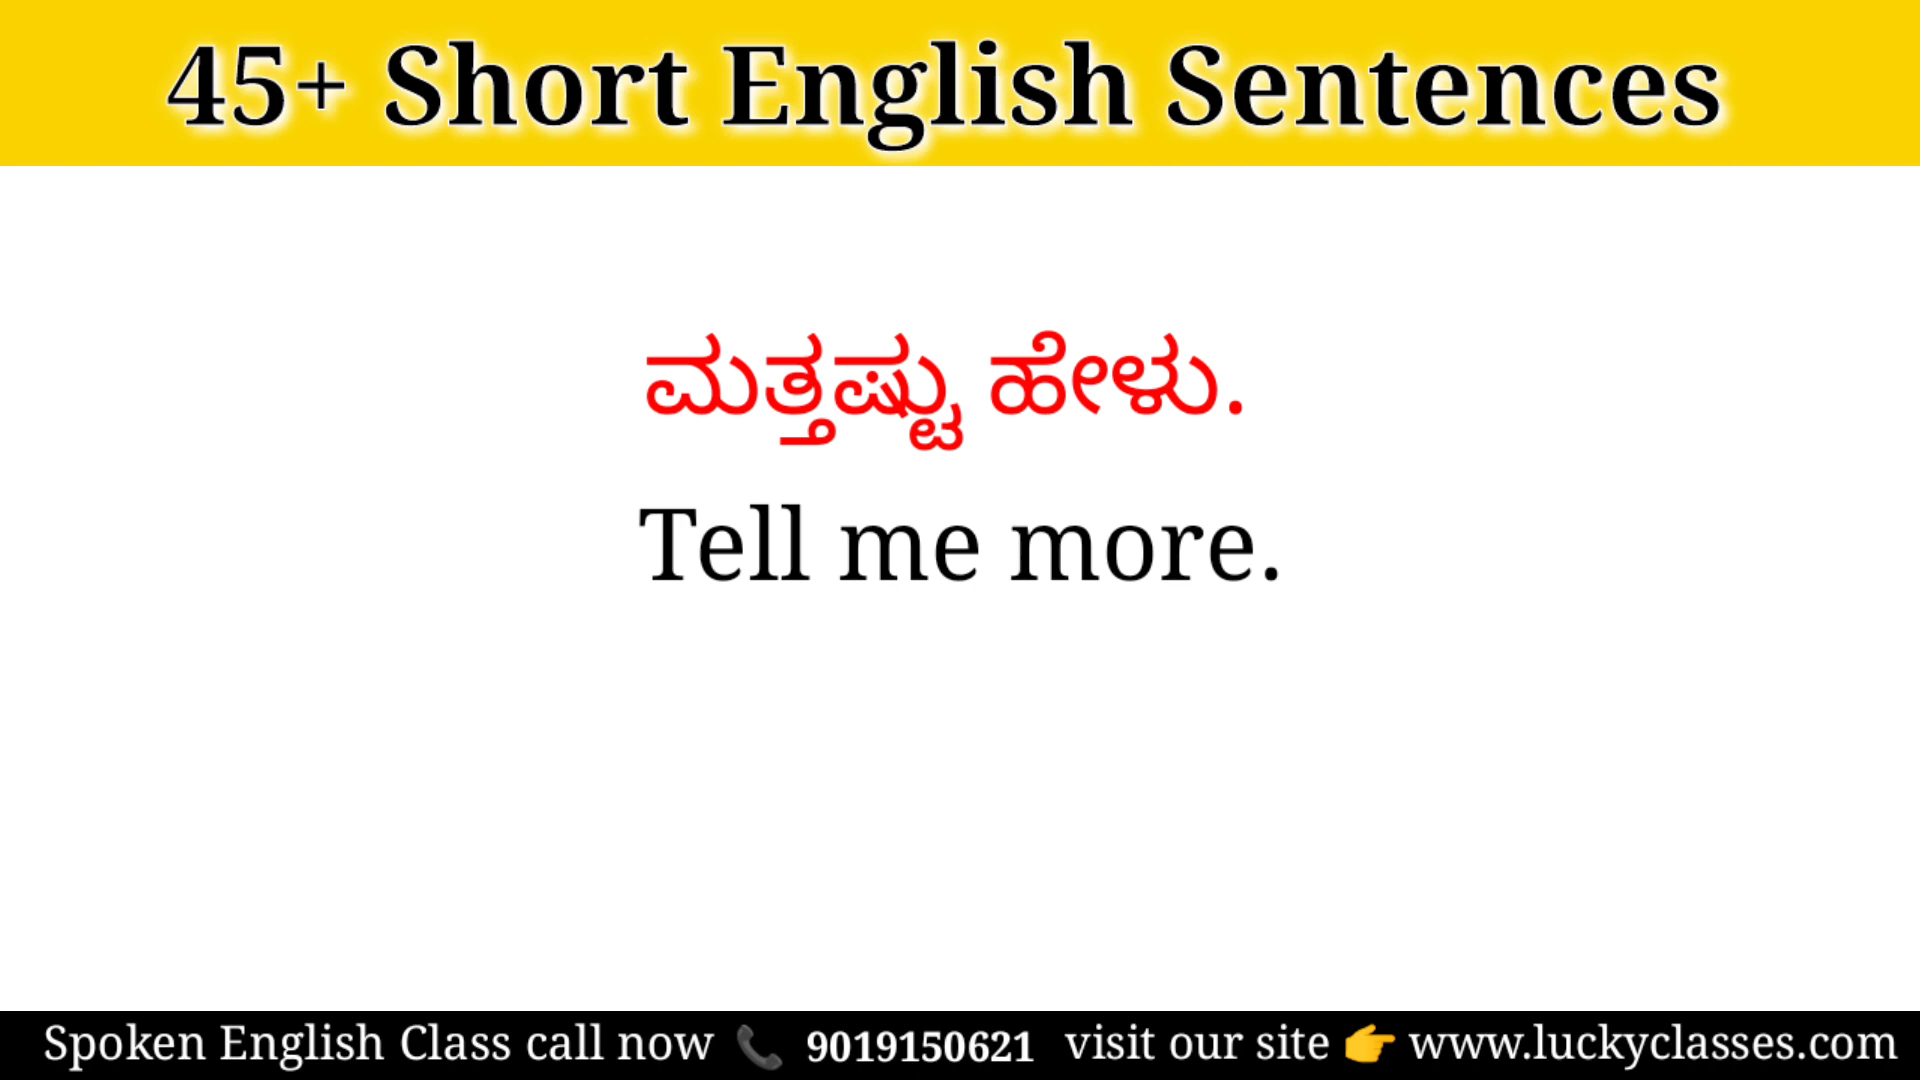 45+ Short English Sentences
ಮತ್ತಷ್ಟು ಹೇಳು.
Tell me more.
Spoken English Class call now 📞 9019150621 visit our site 👉 www.luckyclasses.com